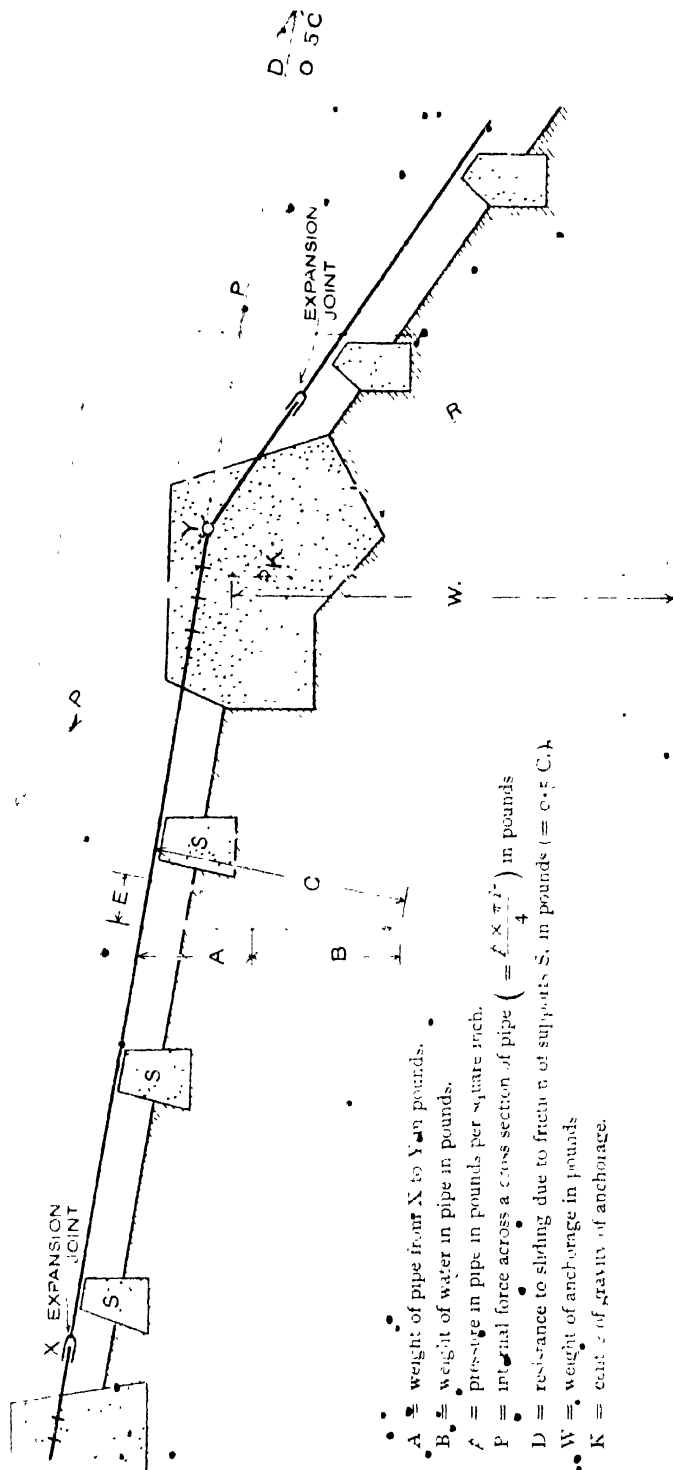 X EXPANSION
JOINT
S
S
S
E
A
B
C
P
Y
K
W.
R
P
EXPANSION
JOINT
D
0 5C
A = weight of pipe from X to Y in pounds.
B = weight of water in pipe in pounds.
= pressure in pipe in pounds per square inch.
P = internal force across a cross section of pipe ( = × π / 4 ) in pounds
D = resistance to sliding due to friction of supports S, in pounds ( = 0·5 C.).
W = weight of anchorage in pounds
K = centre of gravity of anchorage.